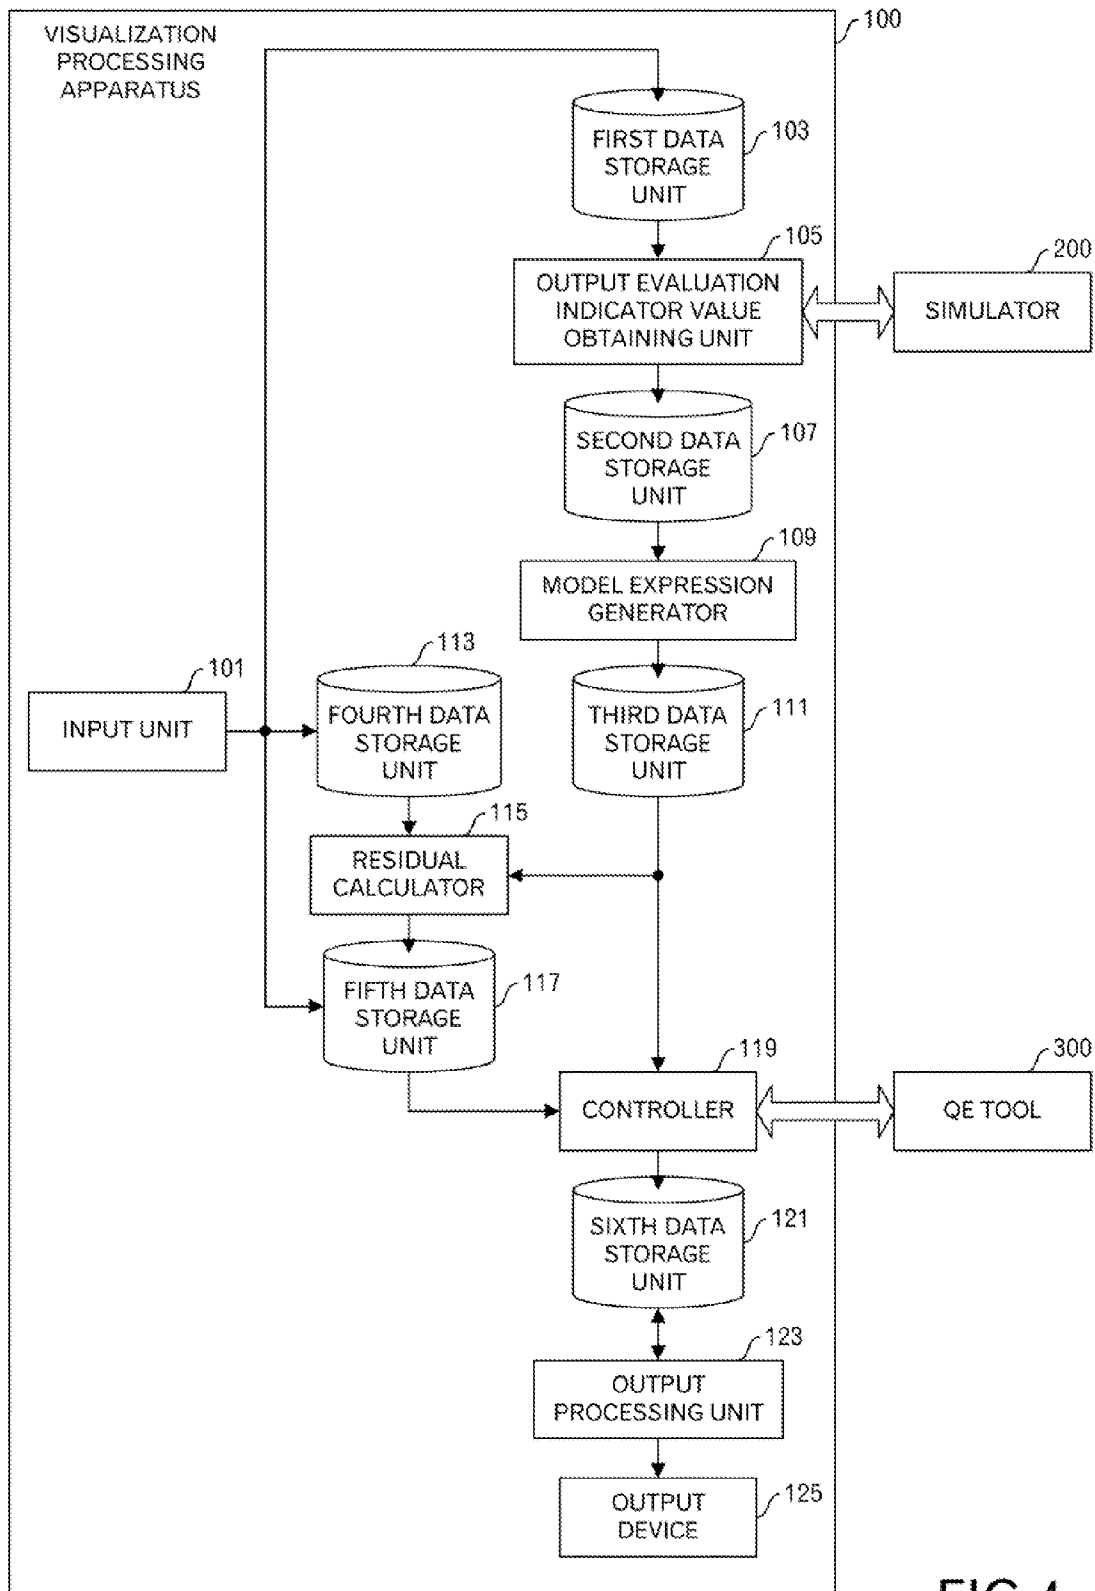 VISUALIZATION
PROCESSING
APPARATUS
100
FIRST DATA
STORAGE
UNIT
103
105
OUTPUT EVALUATION
INDICATOR VALUE
OBTAINING UNIT
200
SIMULATOR
SECOND DATA
STORAGE
UNIT
107
109
MODEL EXPRESSION
GENERATOR
101
INPUT UNIT
113
FOURTH DATA
STORAGE
UNIT
THIRD DATA
STORAGE
UNIT
111
115
RESIDUAL
CALCULATOR
FIFTH DATA
STORAGE
UNIT
117
119
CONTROLLER
300
QE TOOL
SIXTH DATA
STORAGE
UNIT
121
123
OUTPUT
PROCESSING UNIT
OUTPUT
DEVICE
125